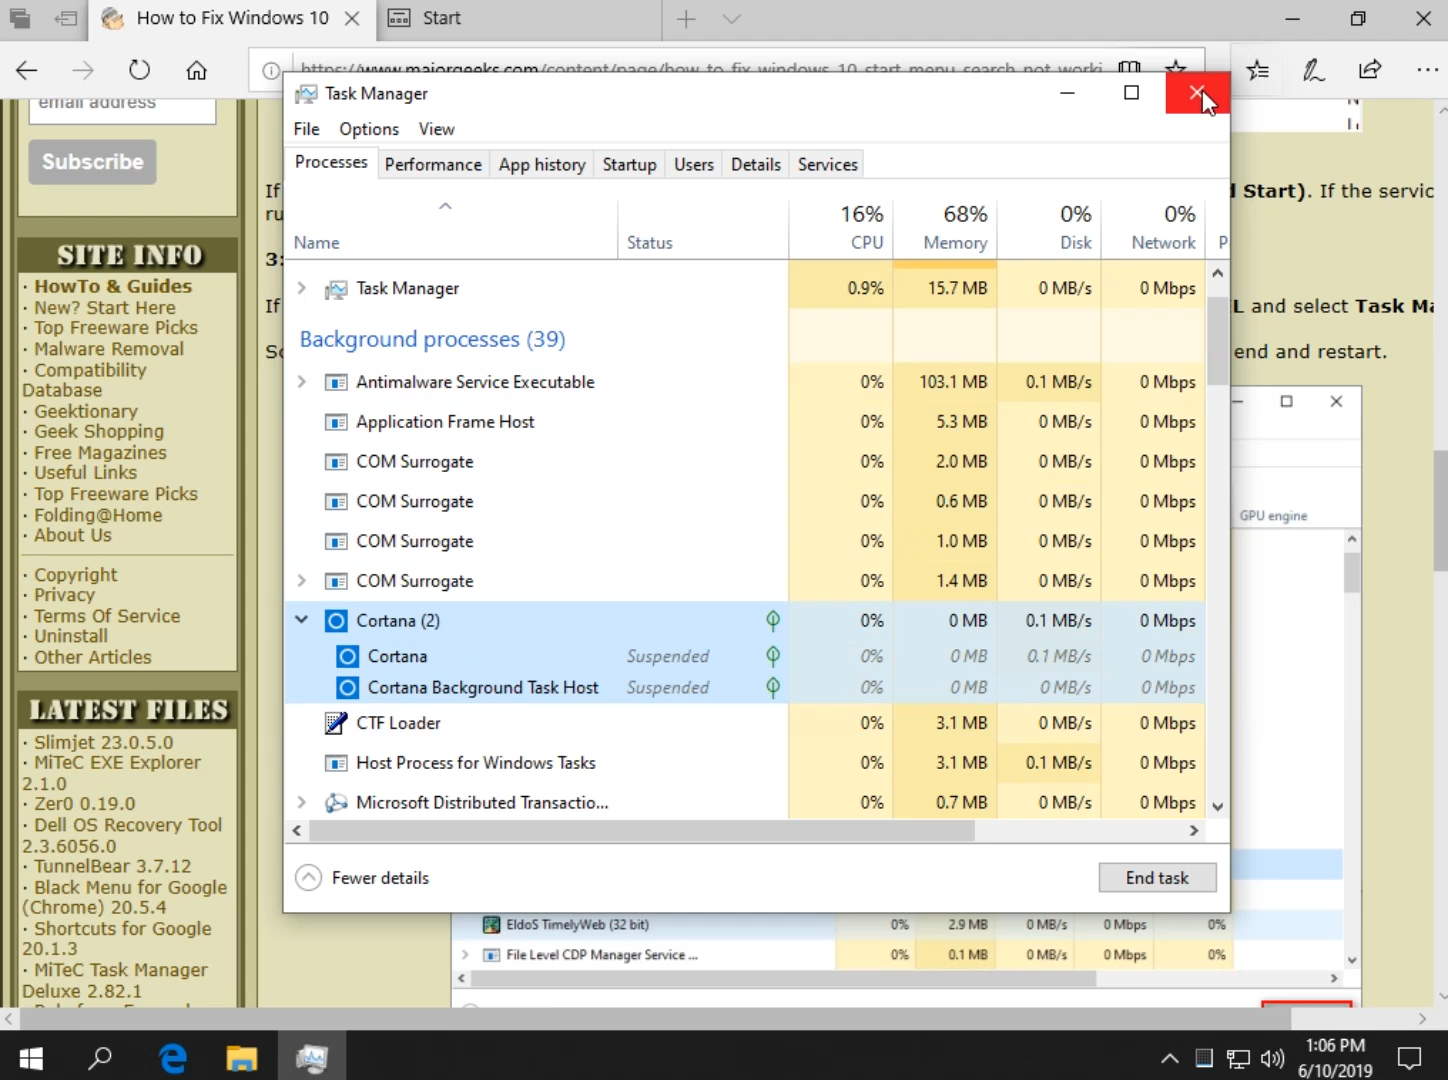 How to Fix Windows 10
Start
https://www.majorgeeks.com/content/page/how_to_fix_windows_10_start_menu_search_not_worki
email address
Subscribe
SITE INFO
· HowTo & Guides
· New? Start Here
· Top Freeware Picks
· Malware Removal
· Compatibility
Database
· Geektionary
· Geek Shopping
· Free Magazines
· Useful Links
· Top Freeware Picks
· Folding@Home
· About Us
· Copyright
· Privacy
· Terms Of Service
· Uninstall
· Other Articles
LATEST FILES
· Slimjet 23.0.5.0
· MiTeC EXE Explorer
2.1.0
· Zer0 0.19.0
· Dell OS Recovery Tool
2.3.6056.0
· TunnelBear 3.7.12
· Black Menu for Google
(Chrome) 20.5.4
· Shortcuts for Google
20.1.3
· MiTeC Task Manager
Deluxe 2.82.1
If
d Start). If the servic
ru
3:
If
L and select Task Ma
So
end and restart.
Task Manager
File Options View
Processes Performance App history Startup Users Details Services
16% 68% 0% 0%
Name Status CPU Memory Disk Network P
Task Manager 0.9% 15.7 MB 0 MB/s 0 Mbps
Background processes (39)
Antimalware Service Executable 0% 103.1 MB 0.1 MB/s 0 Mbps
Application Frame Host 0% 5.3 MB 0 MB/s 0 Mbps
COM Surrogate 0% 2.0 MB 0 MB/s 0 Mbps
COM Surrogate 0% 0.6 MB 0 MB/s 0 Mbps
COM Surrogate 0% 1.0 MB 0 MB/s 0 Mbps
COM Surrogate 0% 1.4 MB 0 MB/s 0 Mbps
Cortana (2) 0% 0 MB 0.1 MB/s 0 Mbps
Cortana Suspended 0% 0 MB 0.1 MB/s 0 Mbps
Cortana Background Task Host Suspended 0% 0 MB 0 MB/s 0 Mbps
CTF Loader 0% 3.1 MB 0 MB/s 0 Mbps
Host Process for Windows Tasks 0% 3.1 MB 0.1 MB/s 0 Mbps
Microsoft Distributed Transactio... 0% 0.7 MB 0 MB/s 0 Mbps
Fewer details
End task
GPU engine
EldoS TimelyWeb (32 bit) 0% 2.9 MB 0 MB/s 0 Mbps 0%
File Level CDP Manager Service ... 0% 0.1 MB 0 MB/s 0 Mbps 0%
1:06 PM
6/10/2019